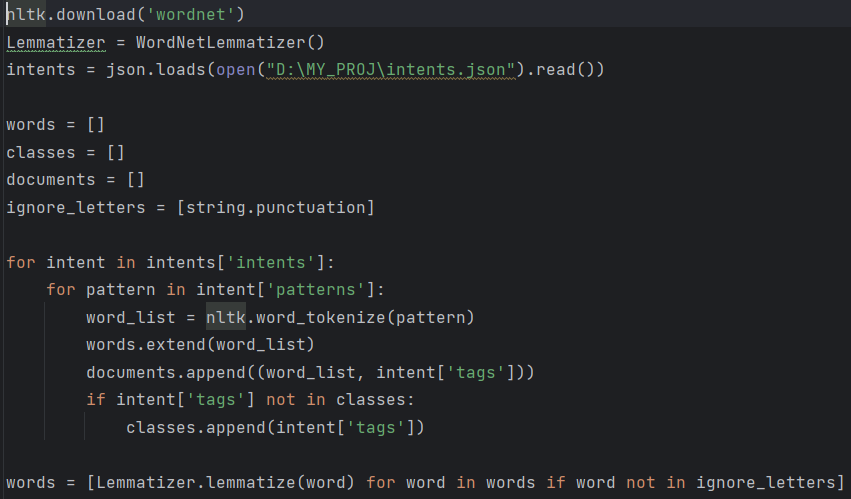 nltk.download('wordnet')
Lemmatizer = WordNetLemmatizer()
intents = json.loads(open("D:\MY_PROJ\intents.json").read())
words = []
classes = []
documents = []
ignore_letters = [string.punctuation]
for intent in intents['intents']:
    for pattern in intent['patterns']:
        word_list = nltk.word_tokenize(pattern)
        words.extend(word_list)
        documents.append((word_list, intent['tags']))
        if intent['tags'] not in classes:
            classes.append(intent['tags'])
words = [Lemmatizer.lemmatize(word) for word in words if word not in ignore_letters]